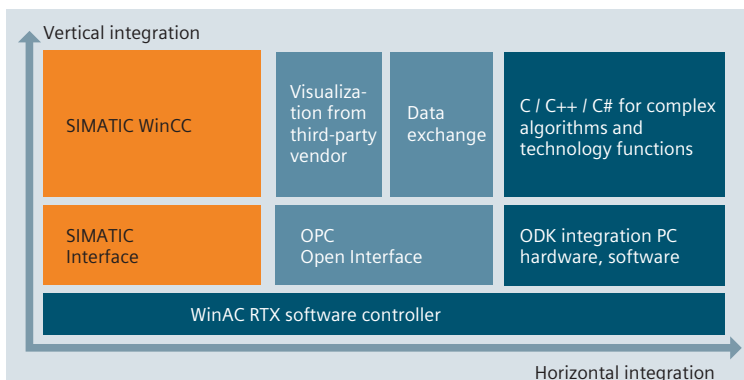 Vertical integration
SIMATIC WinCC
Visualiza-
tion from
third-party
vendor
Data
exchange
C / C++ / C# for complex
algorithms and
technology functions
SIMATIC
Interface
OPC
Open Interface
ODK integration PC
hardware, software
WinAC RTX software controller
Horizontal integration